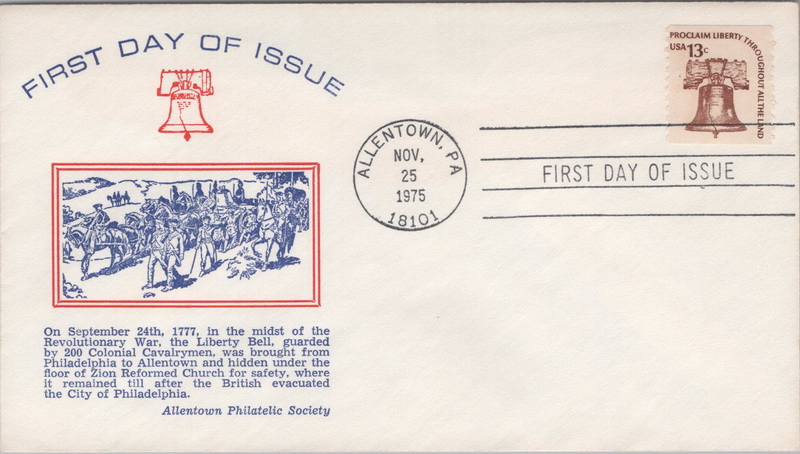 FIRST DAY OF ISSUE
PROCLAIM LIBERTY THROUGHOUT ALL THE LAND
USA 13c
ALLENTOWN, PA
NOV,
25
1975
18101
FIRST DAY OF ISSUE
On September 24th, 1777, in the midst of the
Revolutionary War, the Liberty Bell, guarded
by 200 Colonial Cavalrymen, was brought from
Philadelphia to Allentown and hidden under the
floor of Zion Reformed Church for safety, where
it remained till after the British evacuated
the City of Philadelphia.
Allentown Philatelic Society